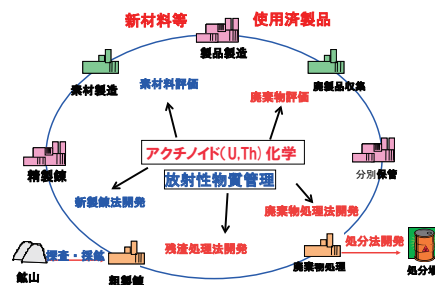 新材料等
使用済製品
製品製造
素材製造
廃製品収集
素材料評価
廃棄物評価
アクチノイド(U,Th)化学
放射性物質管理
精製錬
分別保管
新製錬法開発
廃棄物処理法開発
残渣処理法開発
処分法開発
探査・採鉱
鉱山
粗製錬
廃棄物処理
処分場